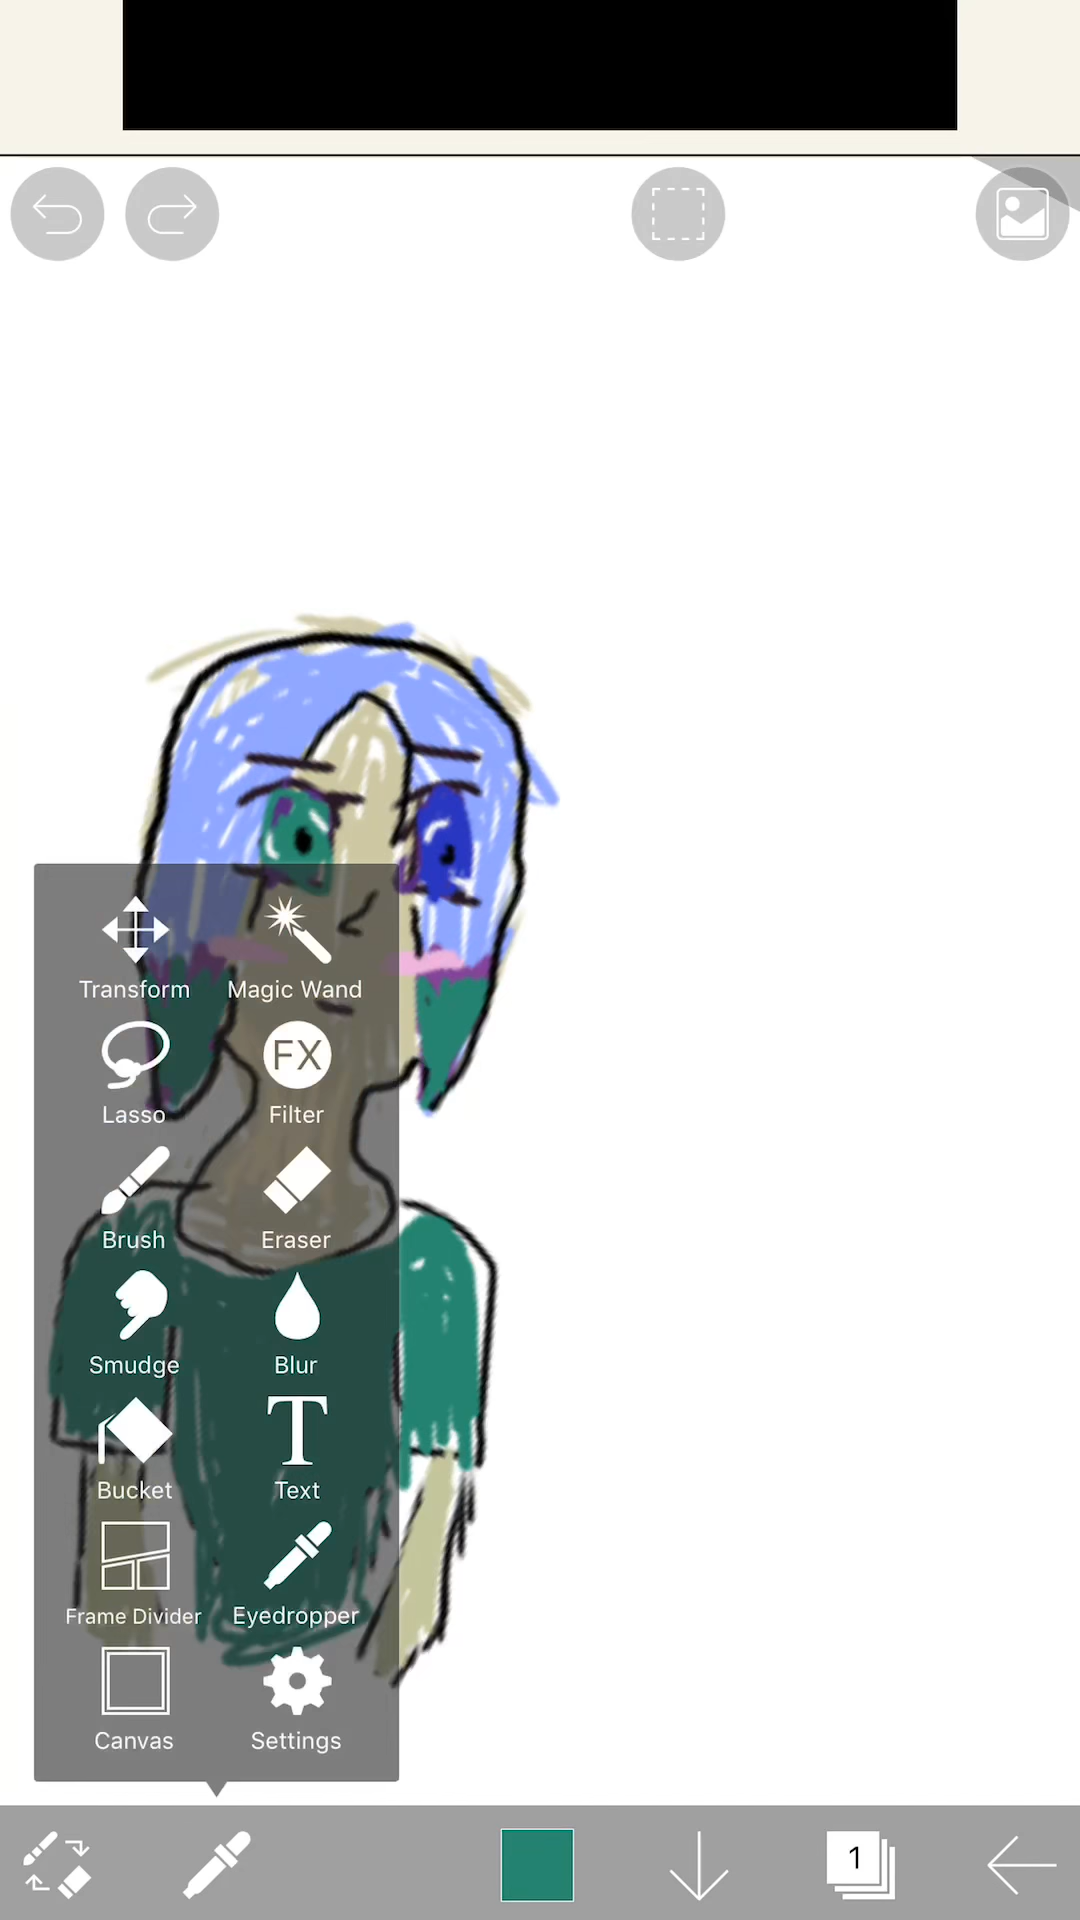 Transform Magic Wand
Lasso FX Filter
Brush Eraser
Smudge Blur
Bucket T Text
Frame Divider Eyedropper
Canvas Settings
1